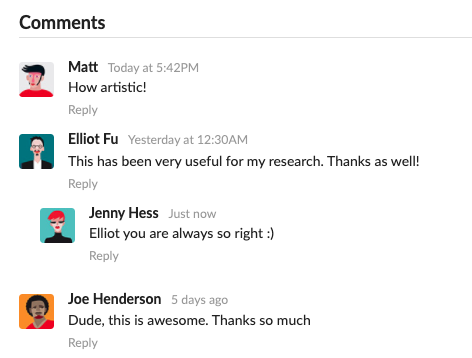 Comments
Matt Today at 5:42PM
How artistic!
Reply
Elliot Fu Yesterday at 12:30AM
This has been very useful for my research. Thanks as well!
Reply
Jenny Hess Just now
Elliot you are always so right :)
Reply
Joe Henderson 5 days ago
Dude, this is awesome. Thanks so much
Reply